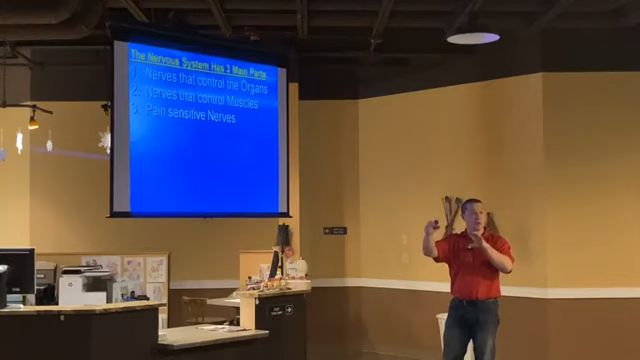 The Nervous System Has 3 Main Parts
1. Nerves that control the Organs
2. Nerves that control Muscles
3. Pain sensitive Nerves